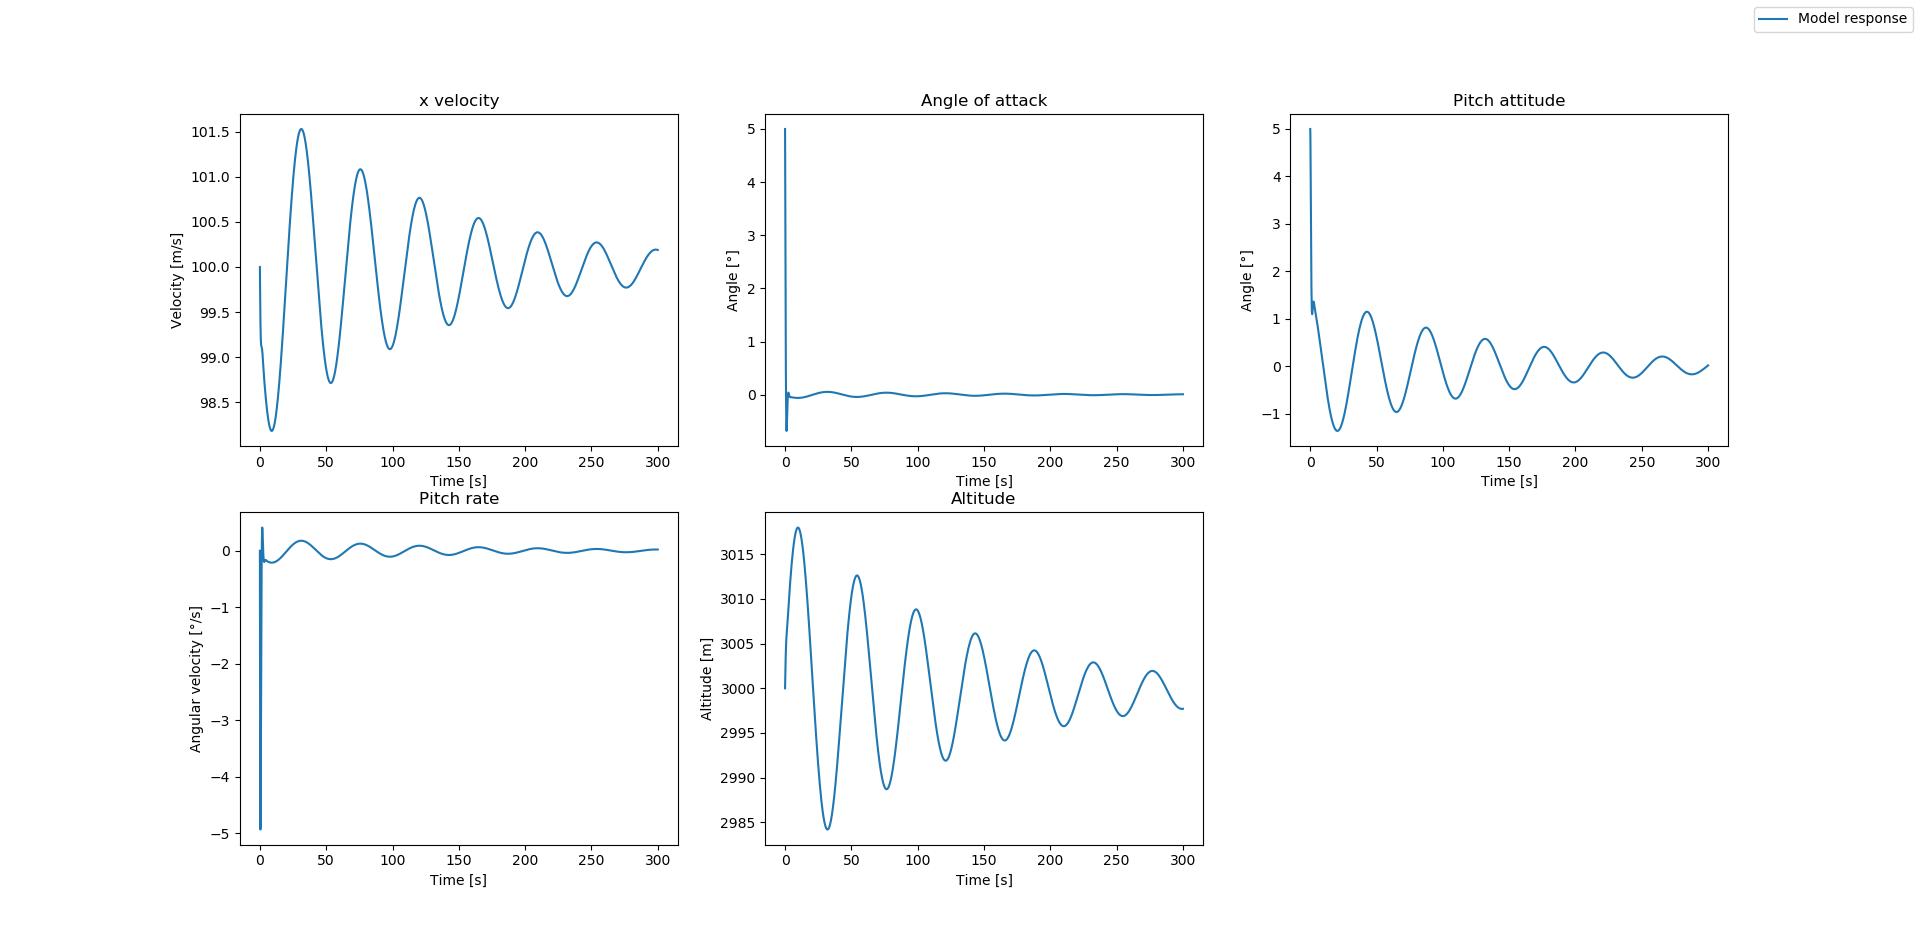 Model response
x velocity
Velocity [m/s]
101.5
101.0
100.5
100.0
99.5
99.0
98.5
0 50 100 150 200 250 300
Time [s]
Angle of attack
Angle [°]
5
4
3
2
1
0
0 50 100 150 200 250 300
Time [s]
Pitch attitude
Angle [°]
5
4
3
2
1
0
−1
0 50 100 150 200 250 300
Time [s]
Pitch rate
Angular velocity [°/s]
0
−1
−2
−3
−4
−5
0 50 100 150 200 250 300
Time [s]
Altitude
Altitude [m]
3015
3010
3005
3000
2995
2990
2985
0 50 100 150 200 250 300
Time [s]